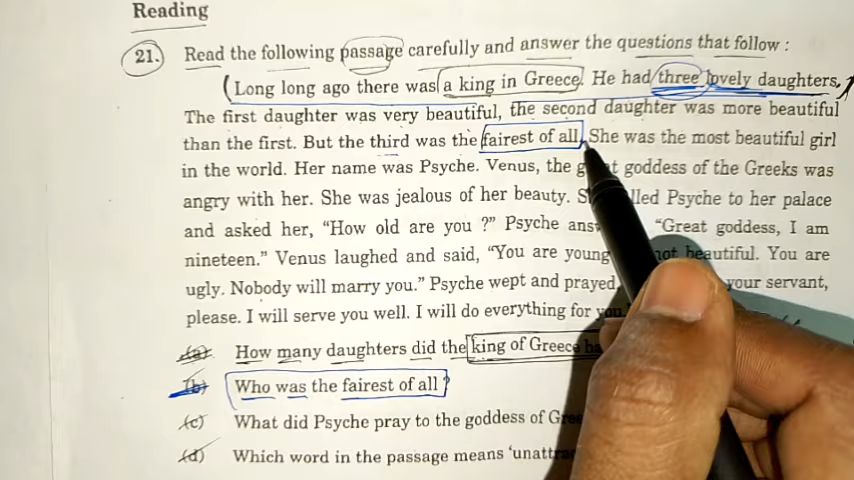 Reading
21. Read the following passage carefully and answer the questions that follow :
Long long ago there was a king in Greece. He had three lovely daughters.
The first daughter was very beautiful, the second daughter was more beautiful
than the first. But the third was the fairest of all. She was the most beautiful girl
in the world. Her name was Psyche. Venus, the goddess of the Greeks was
angry with her. She was jealous of her beauty. Psyche to her palace
and asked her, "How old are you ?" Psyche "Great goddess, I am
nineteen." Venus laughed and said, "You are young not beautiful. You are
ugly. Nobody will marry you." Psyche wept and prayed, your servant,
please. I will serve you well. I will do everything for you.
(a) How many daughters did the king of Greece
(b) Who was the fairest of all ?
(c) What did Psyche pray to the goddess of
(d) Which word in the passage means